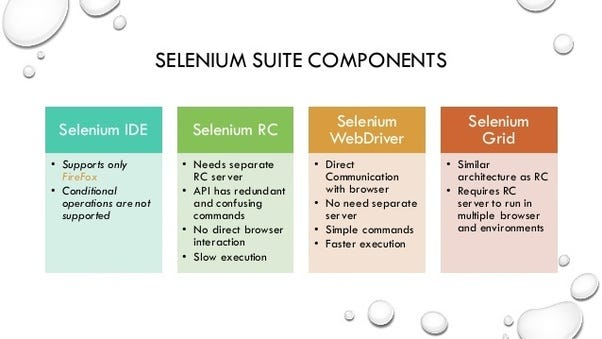 SELENIUM SUITE COMPONENTS
Selenium IDE
• Supports only
FireFox
• Conditional
operations are not
supported
Selenium RC
• Needs separate
RC server
• API has redundant
and confusing
commands
• No direct browser
interaction
• Slow execution
Selenium
WebDriver
• Direct
Communication
with browser
• No need separate
server
• Simple commands
• Faster execution
Selenium
Grid
• Similar
architecture as RC
• Requires RC
server to run in
multiple browser
and environments